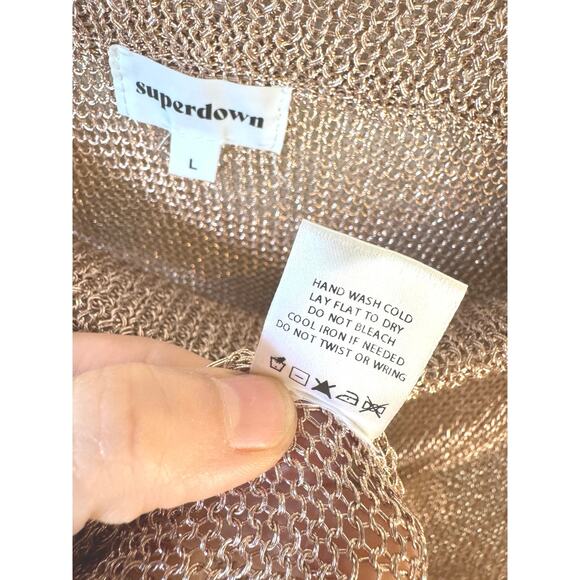 superdown
L
HAND WASH COLD
LAY FLAT TO DRY
DO NOT BLEACH
COOL IRON IF NEEDED
DO NOT TWIST OR WRING